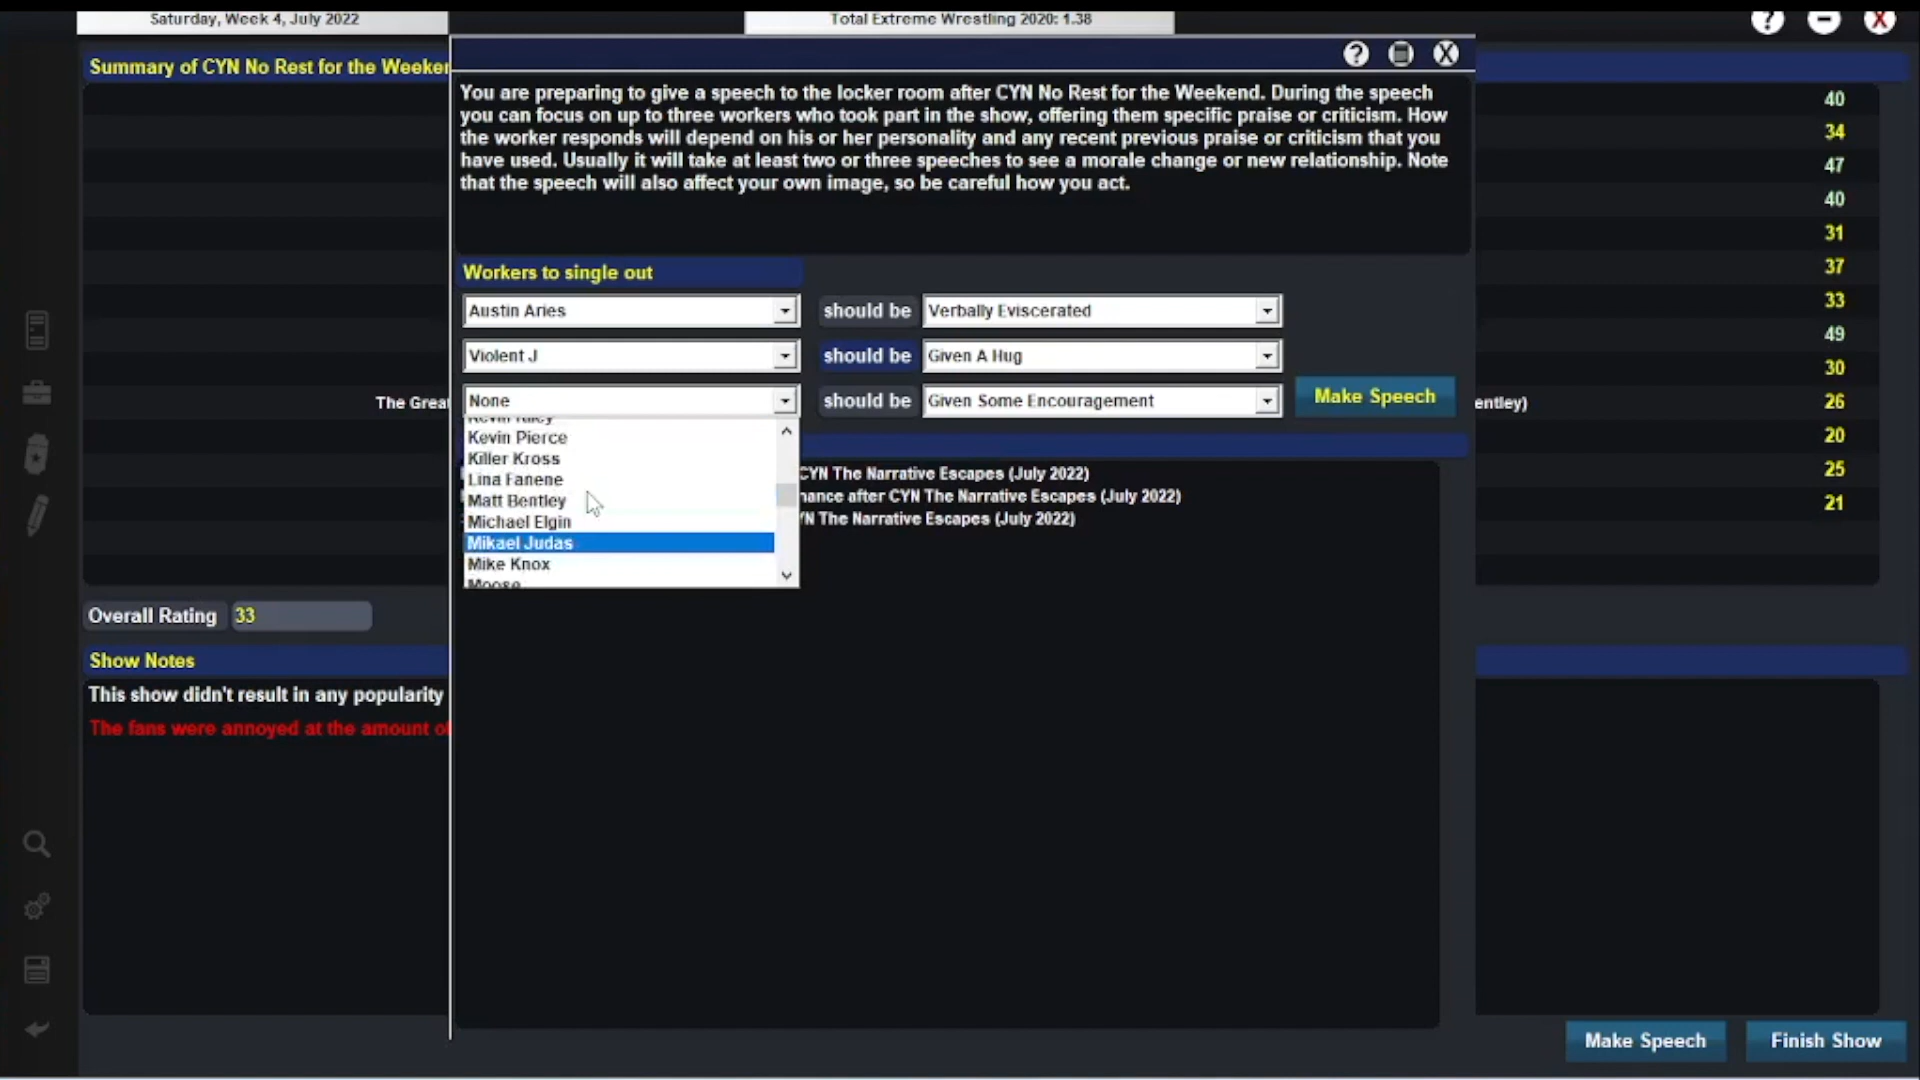 Saturday, Week 4, July 2022
Total Extreme Wrestling 2020: 1.38
Summary of CYN No Rest for the Weeken
You are preparing to give a speech to the locker room after CYN No Rest for the Weekend. During the speech
you can focus on up to three workers who took part in the show, offering them specific praise or criticism. How
the worker responds will depend on his or her personality and any recent previous praise or criticism that you
have used. Usually it will take at least two or three speeches to see a morale change or new relationship. Note
that the speech will also affect your own image, so be careful how you act.
40
34
47
40
31
37
33
49
30
26
20
25
21
Workers to single out
Austin Aries should be Verbally Eviscerated
Violent J should be Given A Hug
None should be Given Some Encouragement
Make Speech
The Great
entley)
Kevin Pierce
Killer Kross
Lina Fanene
Matt Bentley
Michael Elgin
Mikael Judas
Mike Knox
Moose
CYN The Narrative Escapes (July 2022)
nance after CYN The Narrative Escapes (July 2022)
YN The Narrative Escapes (July 2022)
Overall Rating 33
Show Notes
This show didn't result in any popularity
The fans were annoyed at the amount of
Make Speech
Finish Show